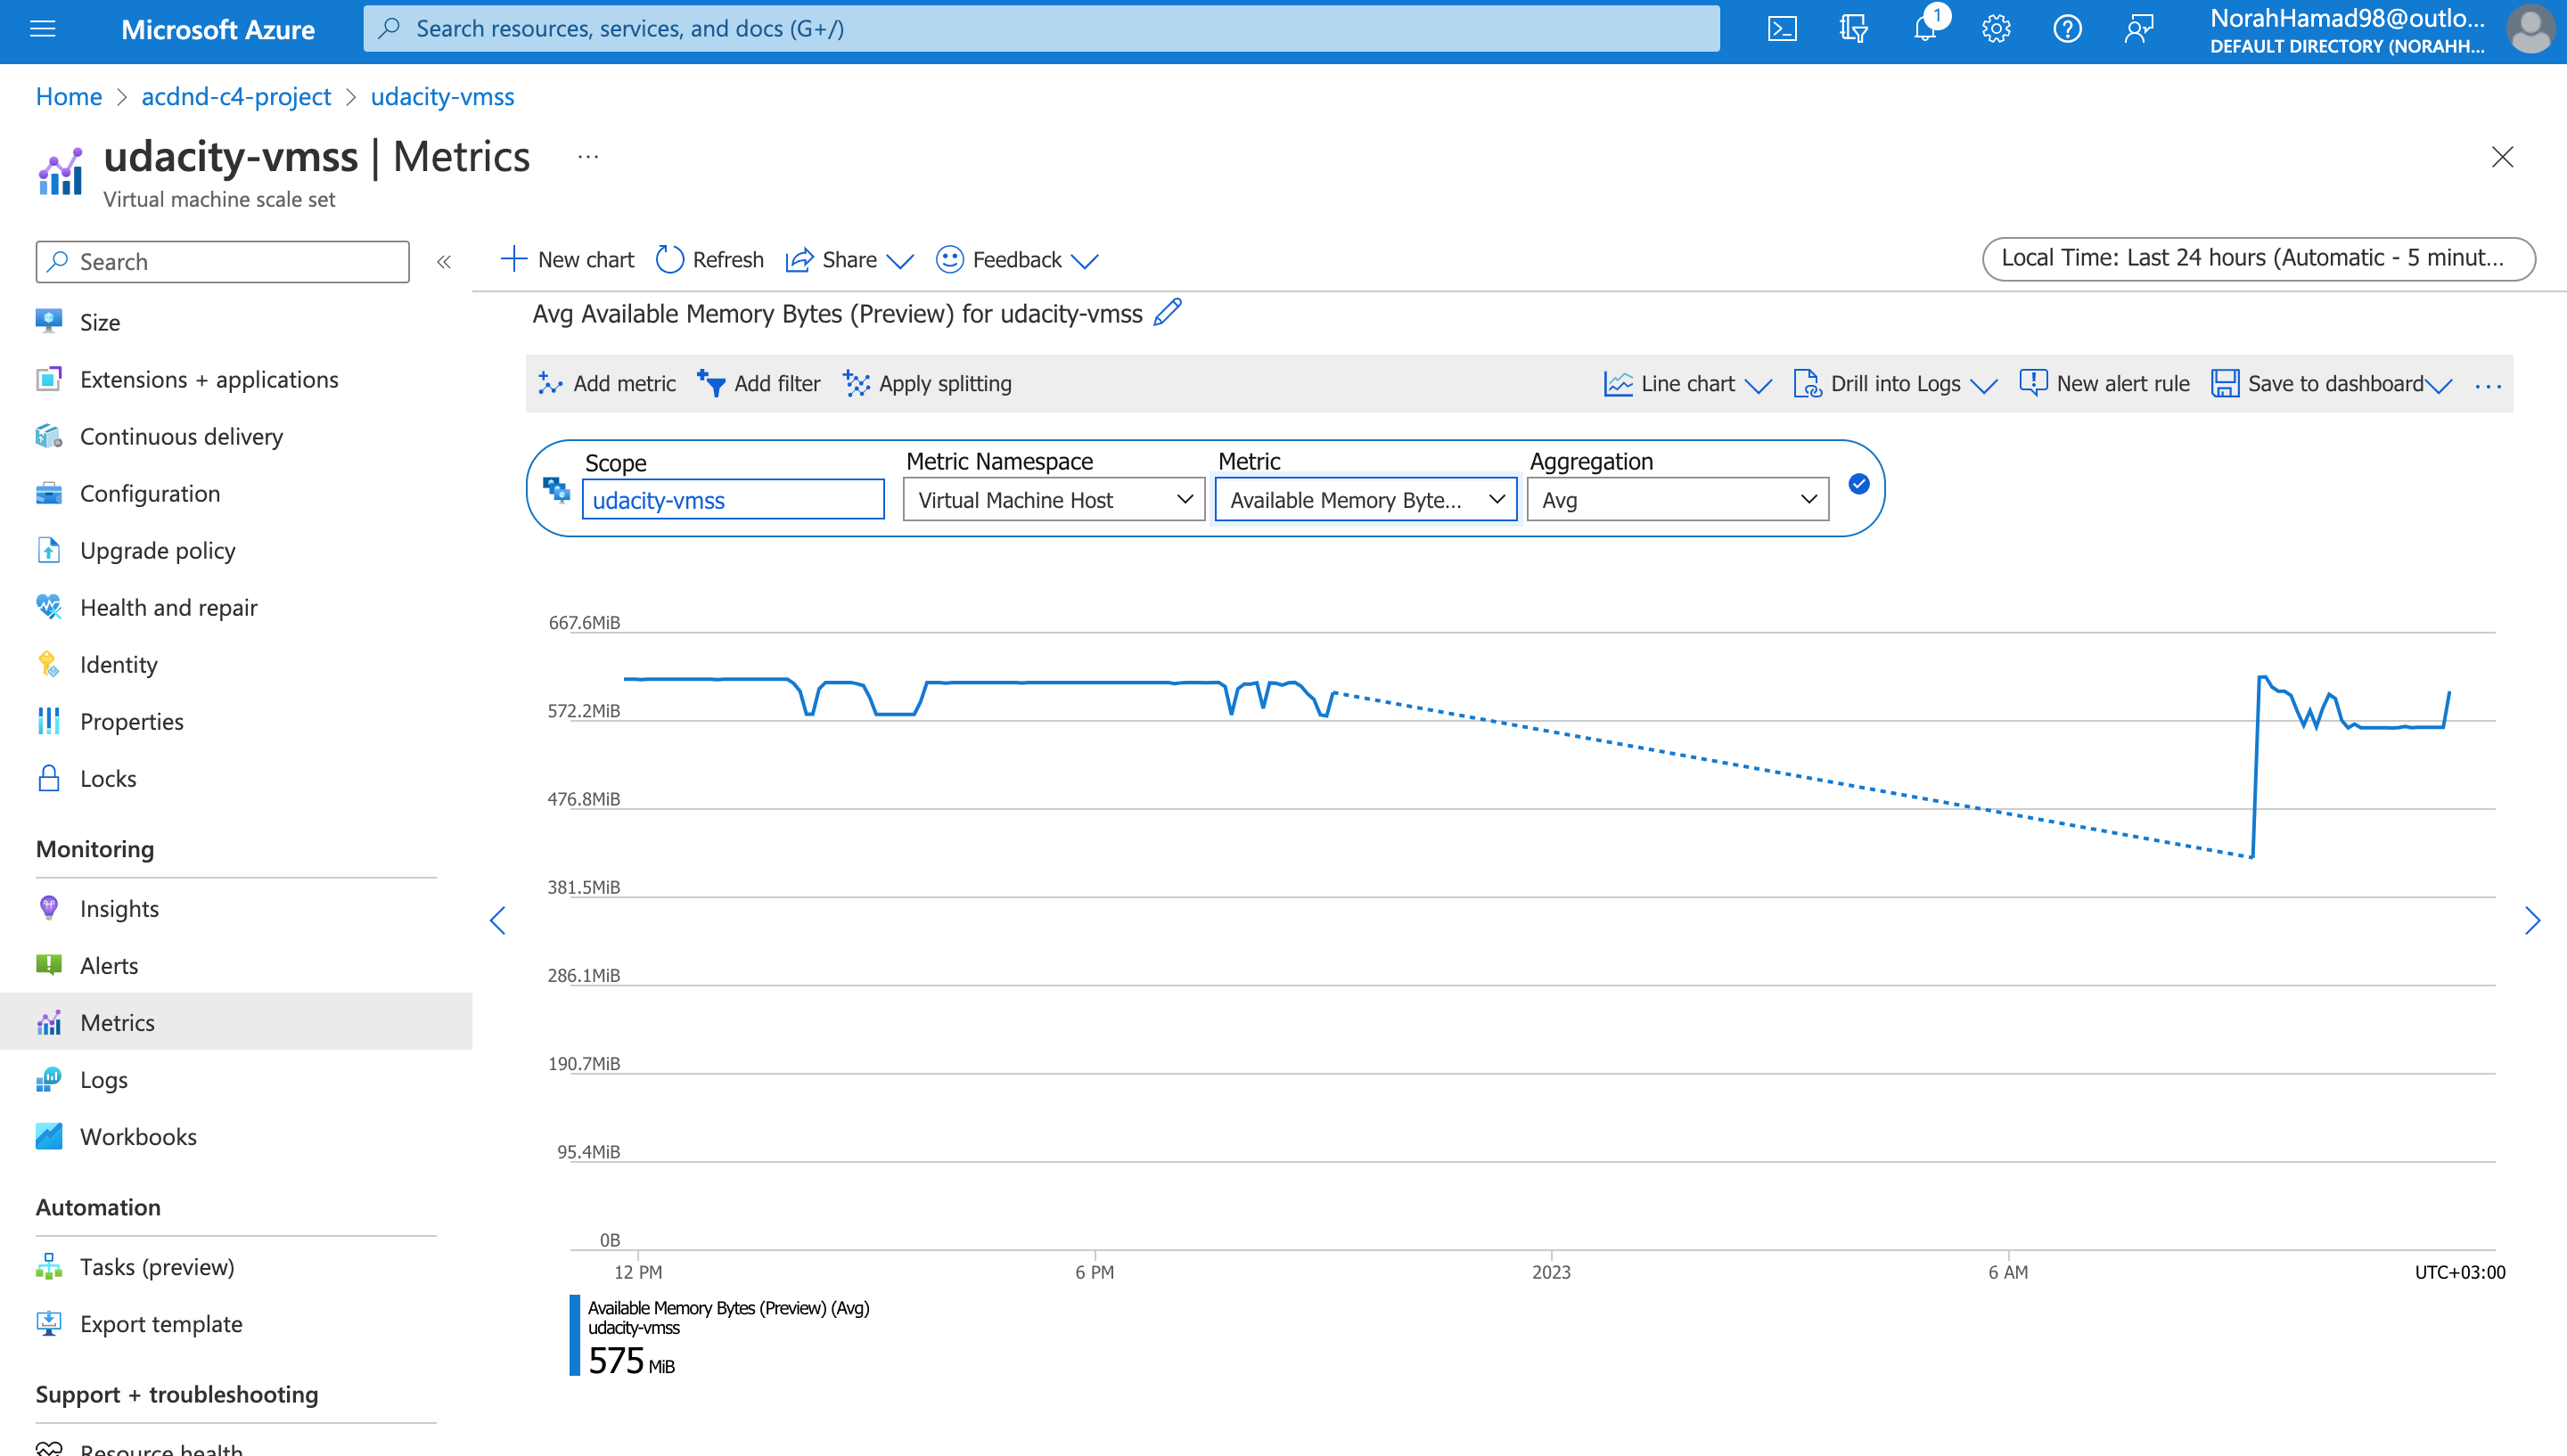 Microsoft Azure
Search resources, services, and docs (G+/)
1
NorahHamad98@outlo...
DEFAULT DIRECTORY (NORAHH...
Home > acdnd-c4-project > udacity-vmss
udacity-vmss | Metrics ...
Virtual machine scale set
Search
«
New chart
Refresh
Share
Feedback
Local Time: Last 24 hours (Automatic - 5 minut...
Size
Extensions + applications
Continuous delivery
Configuration
Upgrade policy
Health and repair
Identity
Properties
Locks
Monitoring
Insights
Alerts
Metrics
Logs
Workbooks
Automation
Tasks (preview)
Export template
Support + troubleshooting
Resource health
Avg Available Memory Bytes (Preview) for udacity-vmss
Add metric
Add filter
Apply splitting
Line chart
Drill into Logs
New alert rule
Save to dashboard
...
Scope
udacity-vmss
Metric Namespace
Virtual Machine Host
Metric
Available Memory Byte...
Aggregation
Avg
667.6MiB
572.2MiB
476.8MiB
381.5MiB
286.1MiB
190.7MiB
95.4MiB
0B
12 PM
6 PM
2023
6 AM
UTC+03:00
Available Memory Bytes (Preview) (Avg)
udacity-vmss
575 MiB